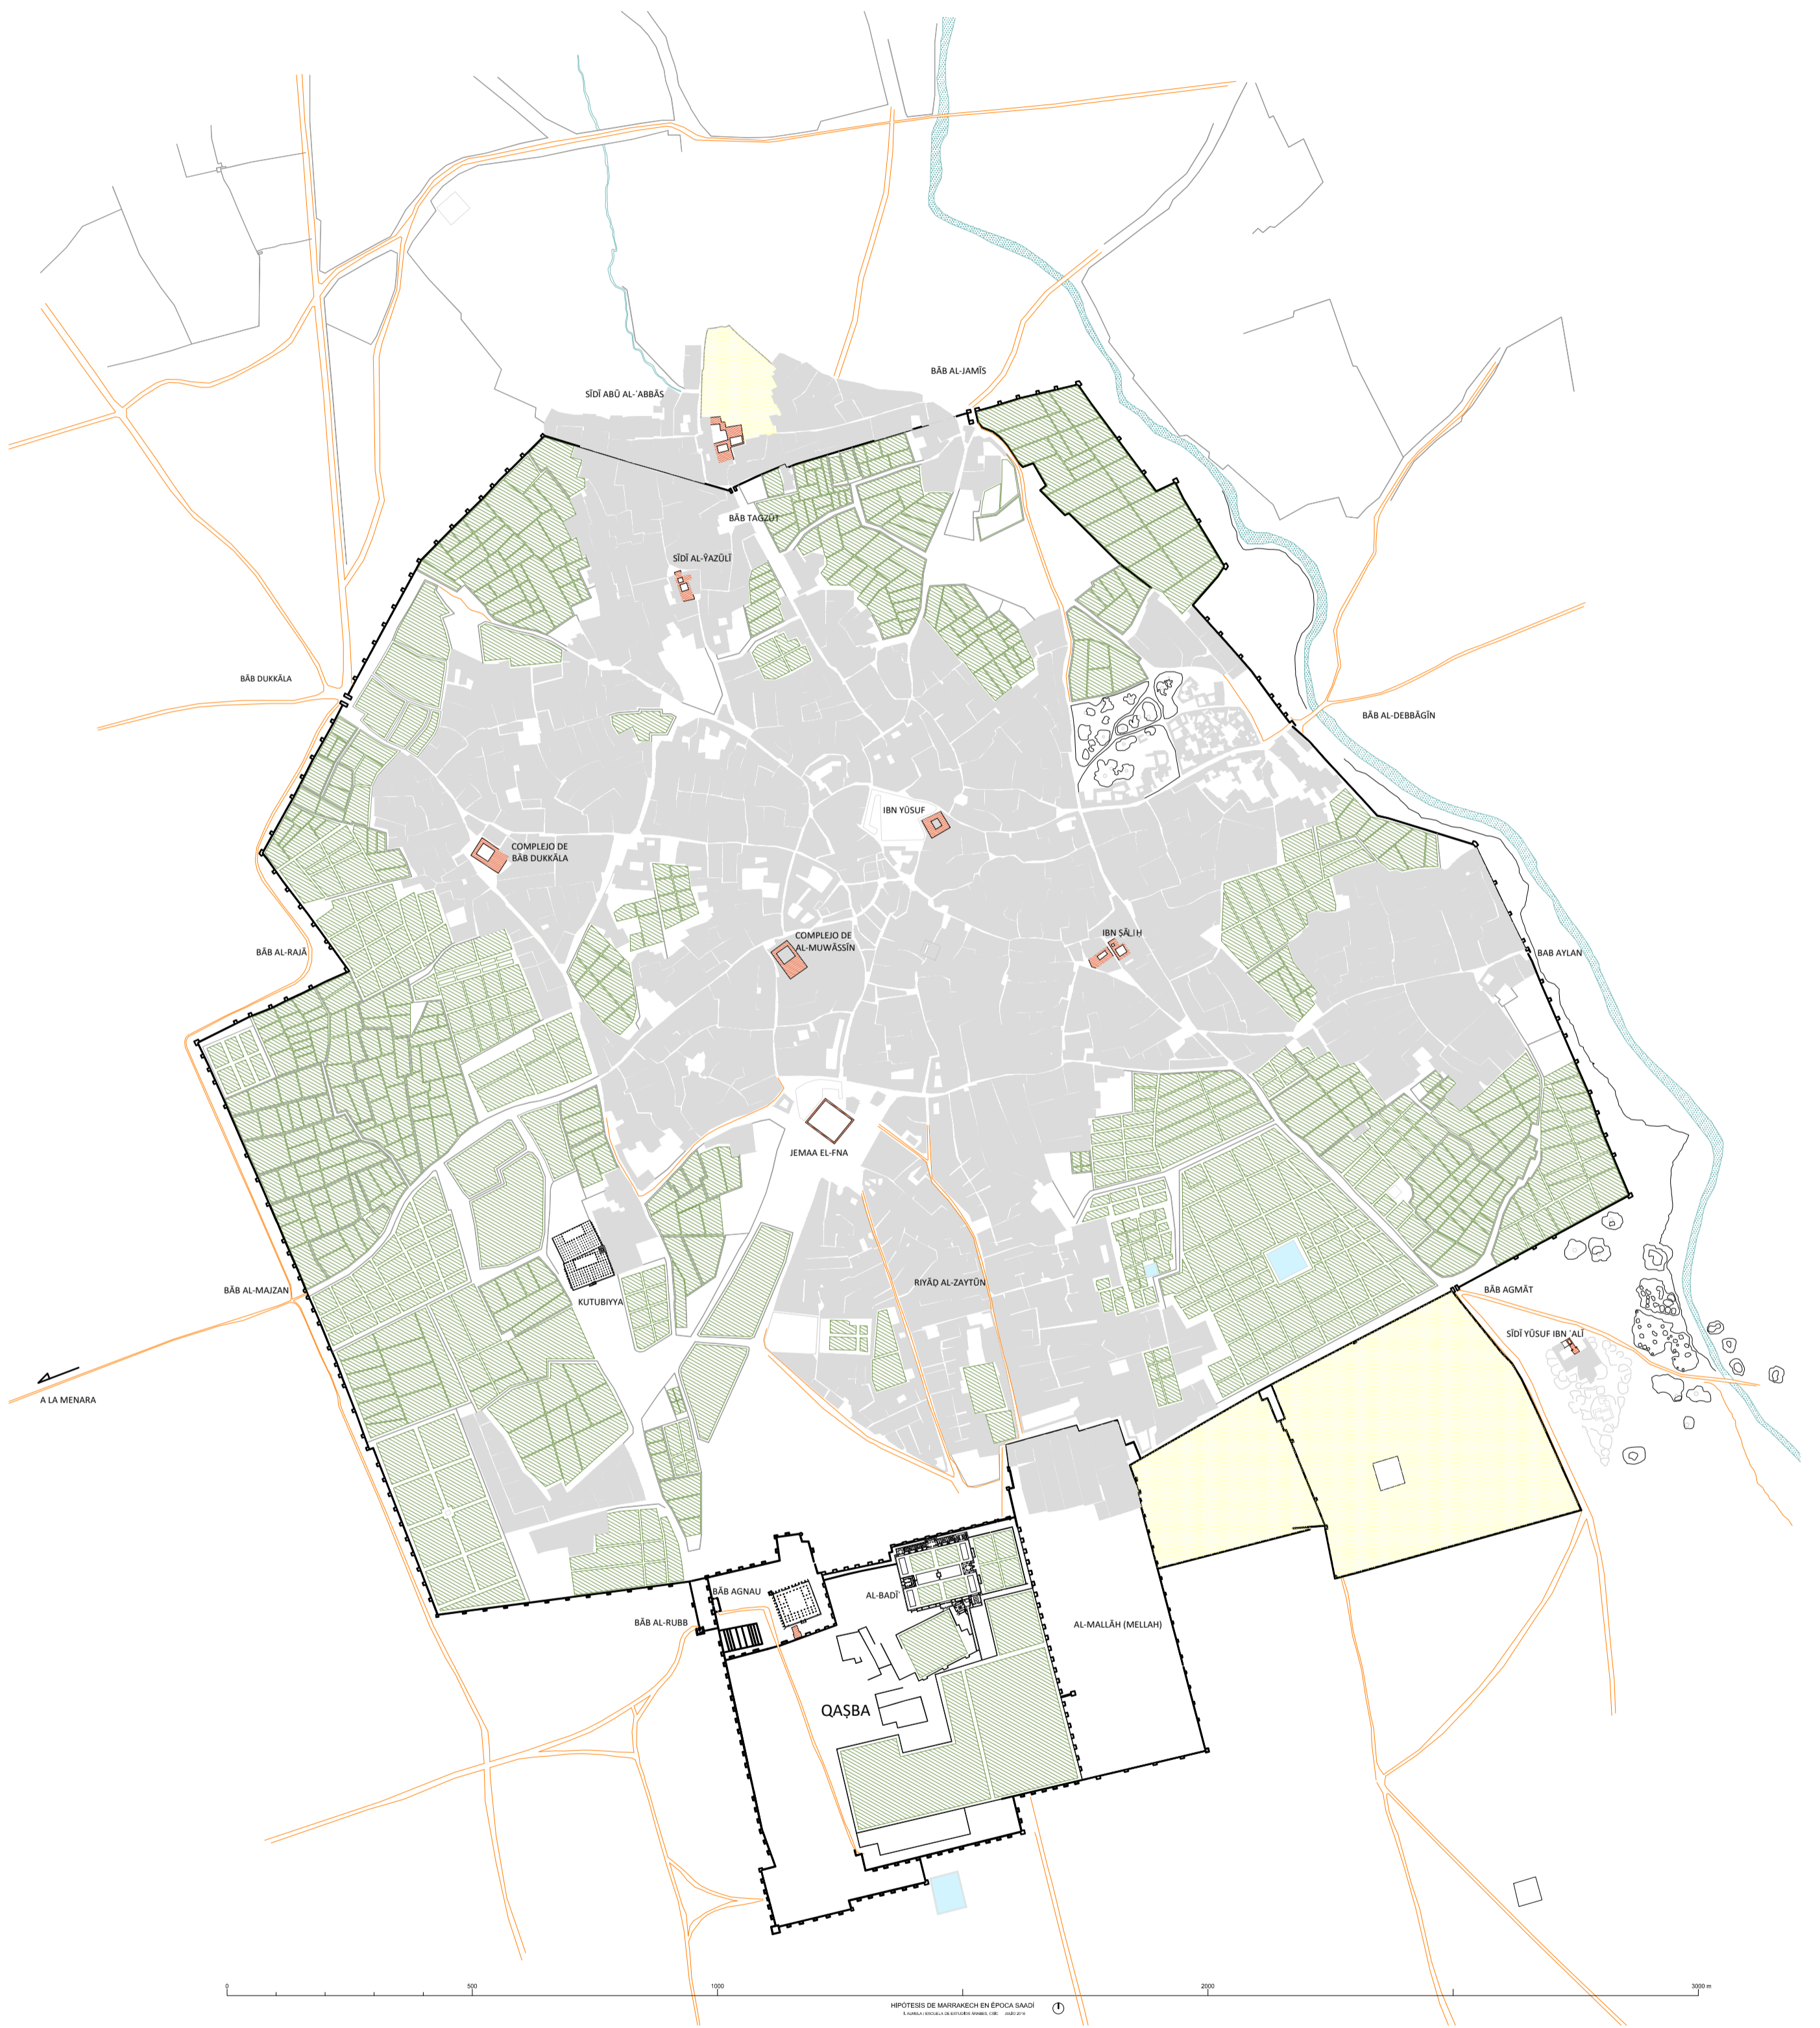 BĀB AL-JAMĪS
SĪDĪ ABŪ AL-ʿABBĀS
BĀB TAGZŪT
SĪDĪ AL-ŶAZŪLĪ
BĀB DUKKĀLA
BĀB AL-DEBBĀGĪN
IBN YŪSUF
COMPLEJO DE
BĀB DUKKĀLA
IBN ṢĀLIḤ
COMPLEJO DE
AL-MUWĀSSĪN
BĀB AL-RAJĀ
BAB AYLAN
JEMAA EL-FNA
RIYĀḌ AL-ZAYTŪN
BĀB AL-MAJZAN
BĀB AGMĀT
KUTUBIYYA
SĪDĪ YŪSUF IBN ʿALĪ
A LA MENARA
BĀB AGNAU
AL-BADĪʿ
BĀB AL-RUBB
AL-MALLĀH (MELLAH)
QAṢBA
0 500 1000 2000 3000 m
HIPÓTESIS DE MARRAKECH EN ÉPOCA SAADÍ